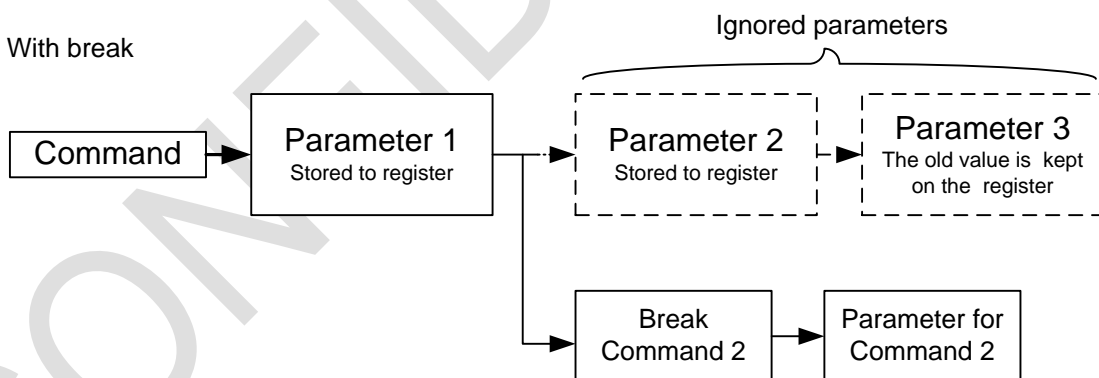 Ignored parameters
With break
Command
Parameter 1
Stored to register
Parameter 2
Stored to register
Parameter 3
The old value is kept
on the register
Break
Command 2
Parameter for
Command 2